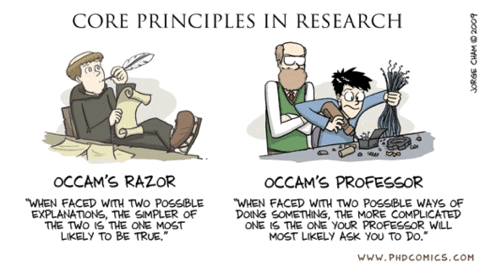 CORE PRINCIPLES IN RESEARCH
JORGE CHAM © 2009
OCCAM'S RAZOR
"WHEN FACED WITH TWO POSSIBLE
EXPLANATIONS, THE SIMPLER OF
THE TWO IS THE ONE MOST
LIKELY TO BE TRUE."
OCCAM'S PROFESSOR
"WHEN FACED WITH TWO POSSIBLE WAYS OF
DOING SOMETHING, THE MORE COMPLICATED
ONE IS THE ONE YOUR PROFESSOR WILL
MOST LIKELY ASK YOU TO DO."
WWW.PHDCOMICS.COM